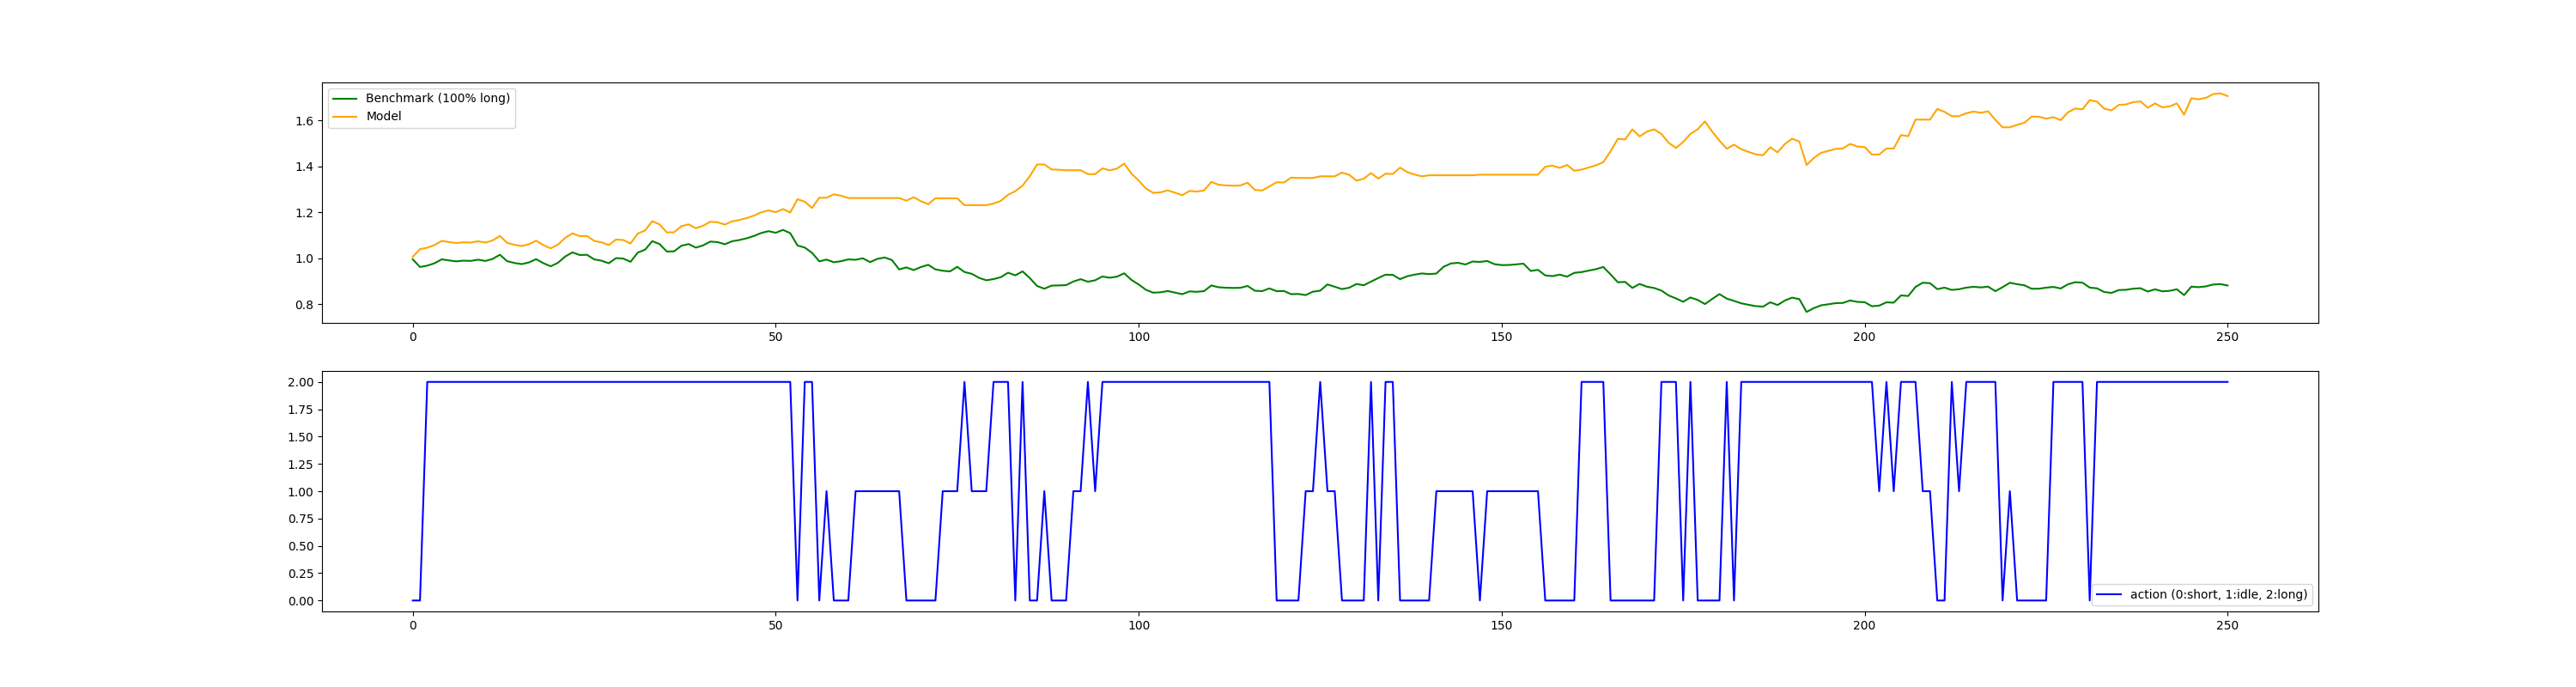 Benchmark (100% long)
Model
1.6
1.4
1.2
1.0
0.8
0 50 100 150 200 250
2.00
1.75
1.50
1.25
1.00
0.75
0.50
0.25
0.00
action (0:short, 1:idle, 2:long)
0 50 100 150 200 250